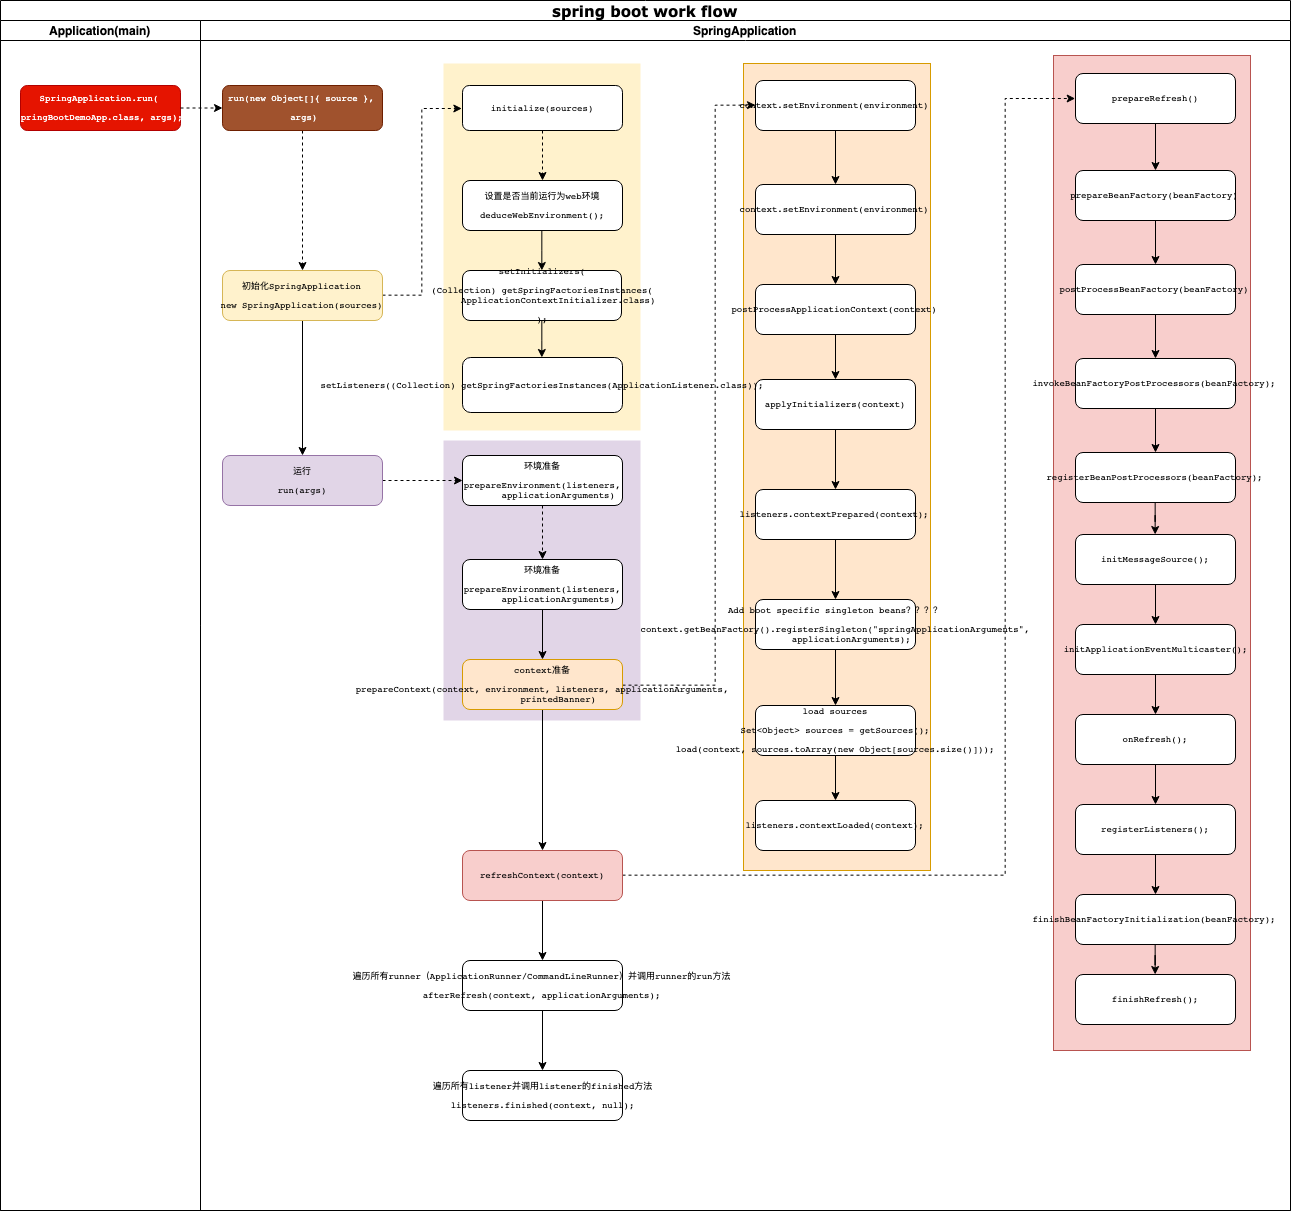 spring boot work flow
Application(main)
SpringApplication
SpringApplication.run(
pringBootDemoApp.class, args);
run(new Object[]{ source },
args)
初始化SpringApplication
new SpringApplication(sources)
运行
run(args)
initialize(sources)
设置是否当前运行为web环境
deduceWebEnvironment();
setInitializers(
(Collection) getSpringFactoriesInstances(
ApplicationContextInitializer.class)
);
setListeners((Collection) getSpringFactoriesInstances(ApplicationListener.class));
环境准备
prepareEnvironment(listeners,
applicationArguments)
环境准备
prepareEnvironment(listeners,
applicationArguments)
context准备
prepareContext(context, environment, listeners, applicationArguments,
printedBanner)
refreshContext(context)
遍历所有runner（ApplicationRunner/CommandLineRunner）并调用runner的run方法
afterRefresh(context, applicationArguments);
遍历所有listener并调用listener的finished方法
listeners.finished(context, null);
context.setEnvironment(environment)
context.setEnvironment(environment)
postProcessApplicationContext(context)
applyInitializers(context)
listeners.contextPrepared(context);
Add boot specific singleton beans？？？？
context.getBeanFactory().registerSingleton("springApplicationArguments",
applicationArguments);
load sources
Set<Object> sources = getSources();
load(context, sources.toArray(new Object[sources.size()]));
listeners.contextLoaded(context);
prepareRefresh()
prepareBeanFactory(beanFactory)
postProcessBeanFactory(beanFactory)
invokeBeanFactoryPostProcessors(beanFactory);
registerBeanPostProcessors(beanFactory);
initMessageSource();
initApplicationEventMulticaster();
onRefresh();
registerListeners();
finishBeanFactoryInitialization(beanFactory);
finishRefresh();